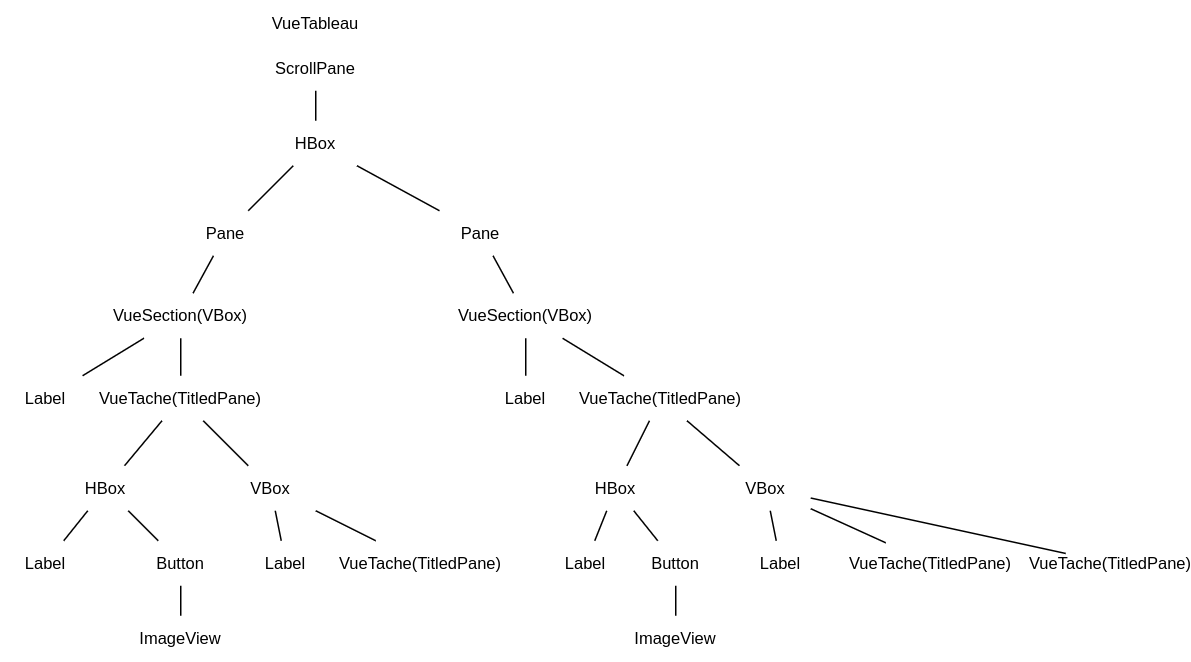 VueTableau
ScrollPane
HBox
Pane Pane
VueSection(VBox) VueSection(VBox)
Label VueTache(TitledPane) Label VueTache(TitledPane)
HBox VBox HBox VBox
Label Button Label VueTache(TitledPane) Label Button Label VueTache(TitledPane) VueTache(TitledPane)
ImageView ImageView